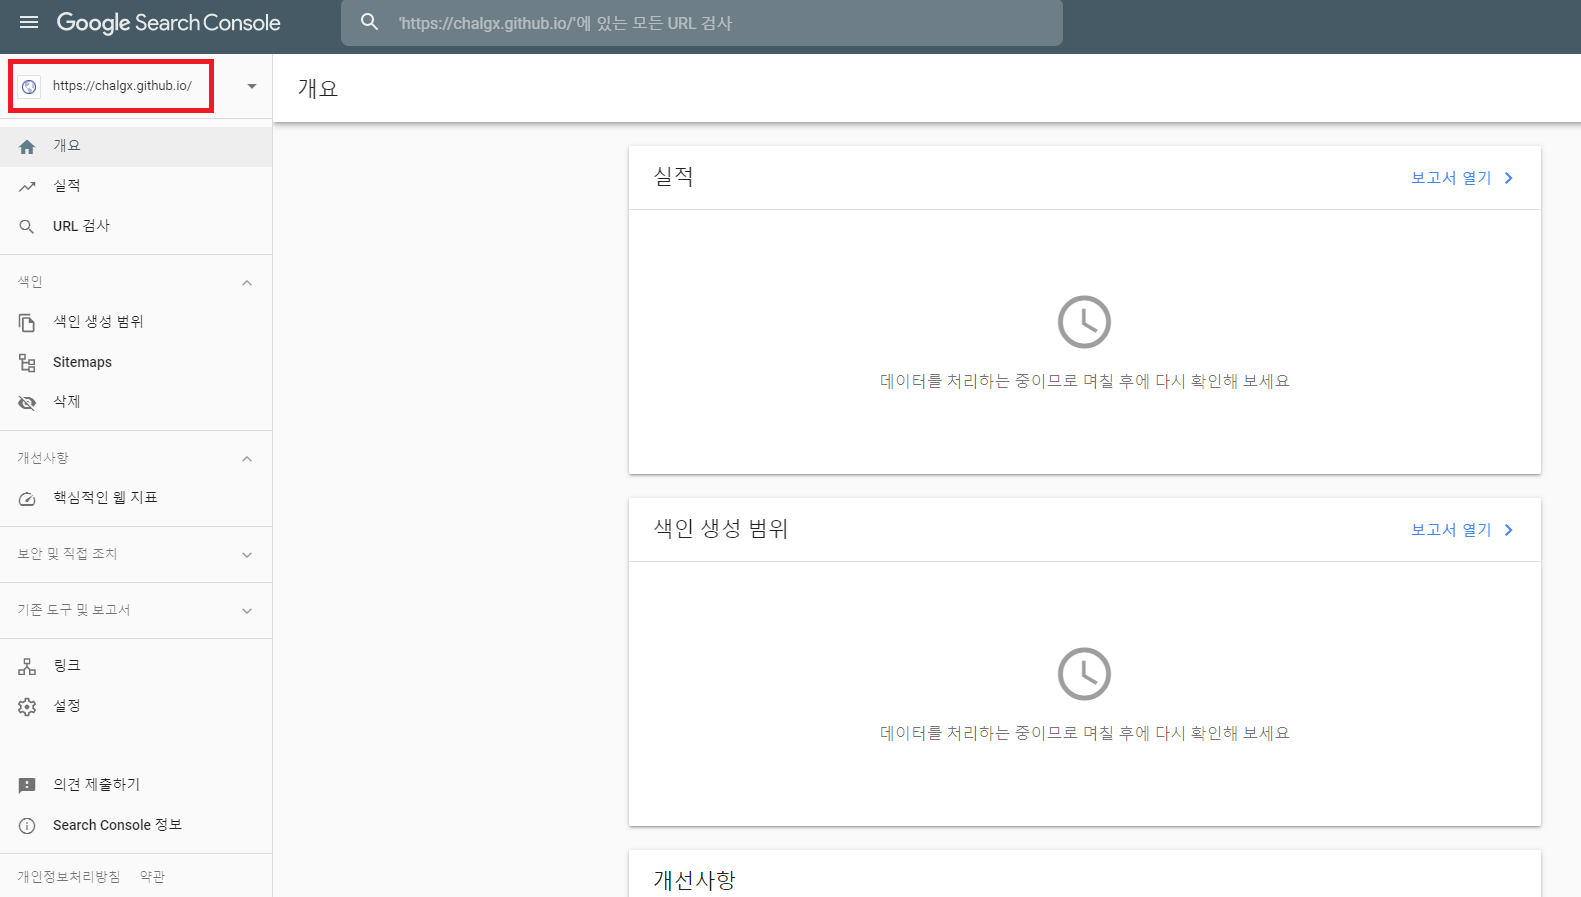 Google Search Console
'https://chalgx.github.io/'에 있는 모든 URL 검사
https://chalgx.github.io/
개요
개요
실적
URL 검사
색인
색인 생성 범위
Sitemaps
삭제
개선사항
핵심적인 웹 지표
보안 및 직접 조치
기존 도구 및 보고서
링크
설정
의견 제출하기
Search Console 정보
개인정보처리방침 약관
실적
보고서 열기
데이터를 처리하는 중이므로 며칠 후에 다시 확인해 보세요
색인 생성 범위
보고서 열기
데이터를 처리하는 중이므로 며칠 후에 다시 확인해 보세요
개선사항